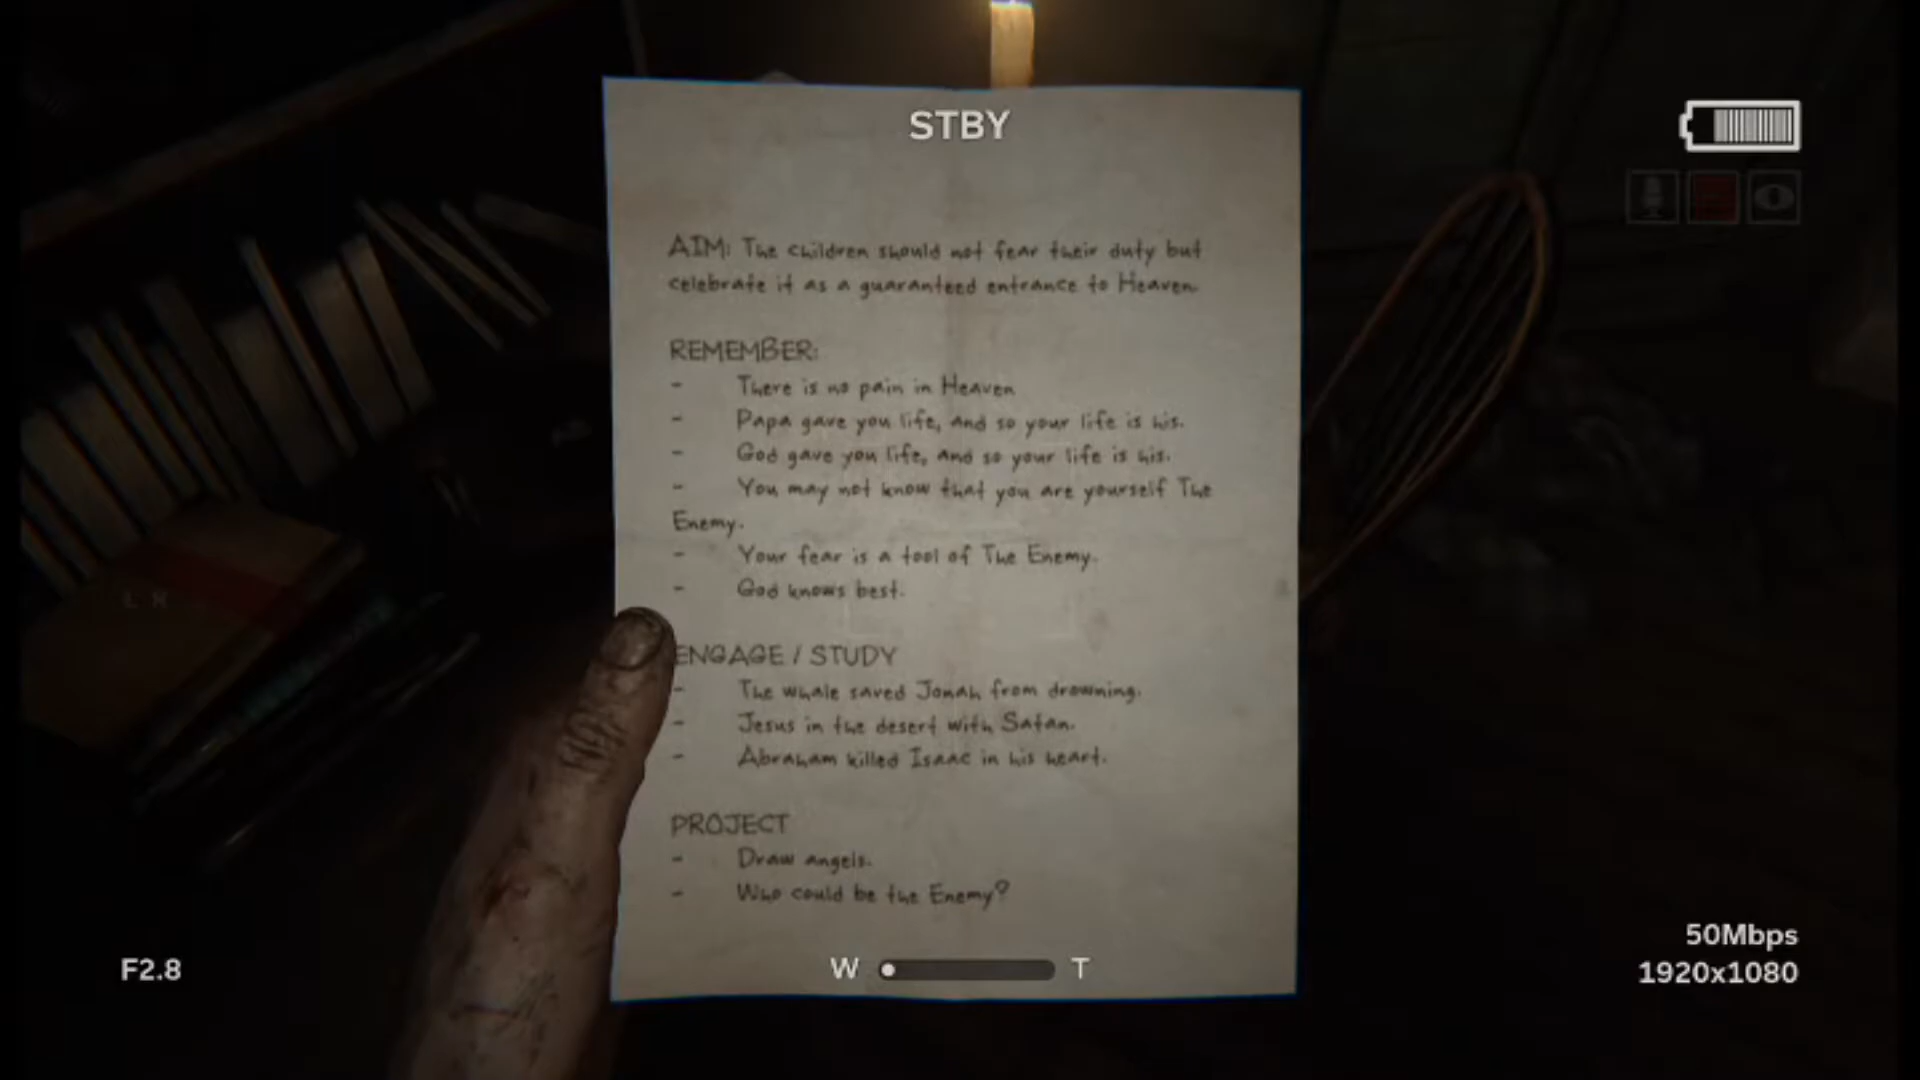 STBY
AIM: The children should not fear their duty but
celebrate it as a guaranteed entrance to Heaven.
REMEMBER:
- There is no pain in Heaven
- Papa gave you life, and so your life is his.
- God gave you life, and so your life is his.
- You may not know that you are yourself The
Enemy.
- Your fear is a tool of The Enemy.
- God knows best.
ENGAGE / STUDY
- The whale saved Jonah from drowning.
- Jesus in the desert with Satan.
- Abraham killed Isaac in his heart.
PROJECT
- Draw angels.
- Who could be the Enemy?
F2.8
W T
50Mbps
1920x1080